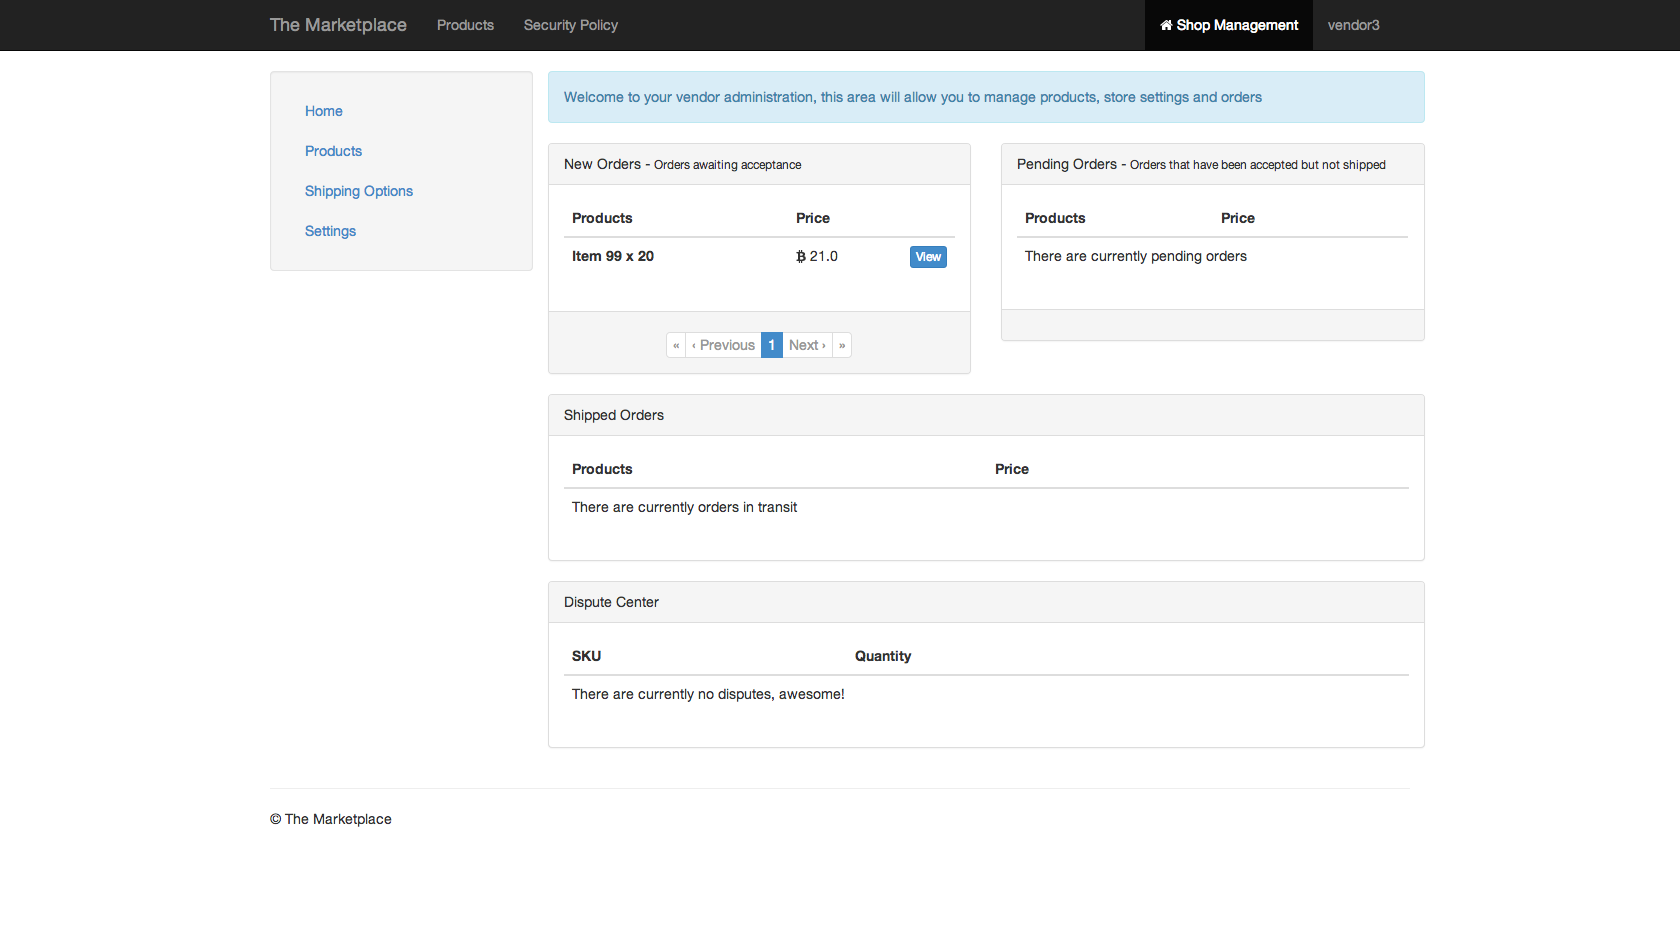 The Marketplace Products Security Policy Shop Management vendor3
Home
Products
Shipping Options
Settings
Welcome to your vendor administration, this area will allow you to manage products, store settings and orders
New Orders - Orders awaiting acceptance
Products Price
Item 99 x 20 ₿ 21.0 View
« ‹ Previous 1 Next › »
Pending Orders - Orders that have been accepted but not shipped
Products Price
There are currently pending orders
Shipped Orders
Products Price
There are currently orders in transit
Dispute Center
SKU Quantity
There are currently no disputes, awesome!
© The Marketplace